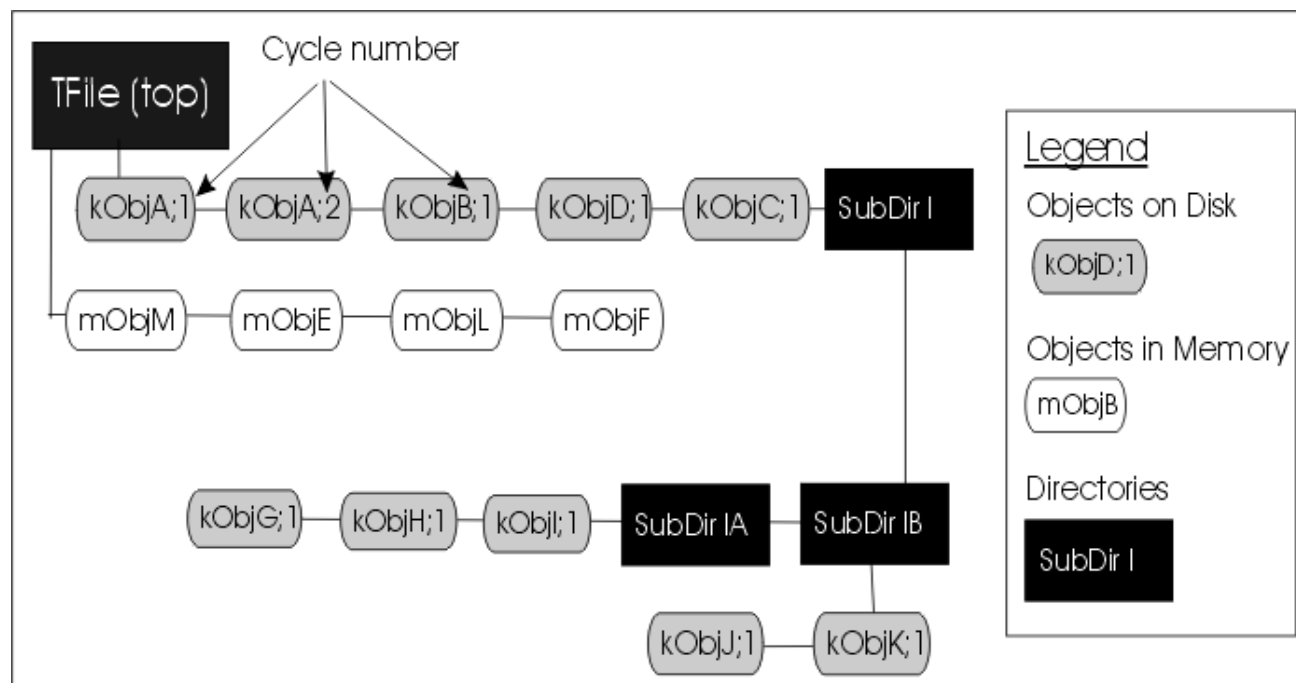 Cycle number
TFile (top)
kObjA;1
kObjA;2
kObjB;1
kObjD;1
kObjC;1
SubDir I
mObjM
mObjE
mObjL
mObjF
kObjG;1
kObjH;1
kObjI;1
SubDir IA
SubDir IB
kObjJ;1
kObjK;1
Legend
Objects on Disk
kObjD;1
Objects in Memory
mObjB
Directories
SubDir I